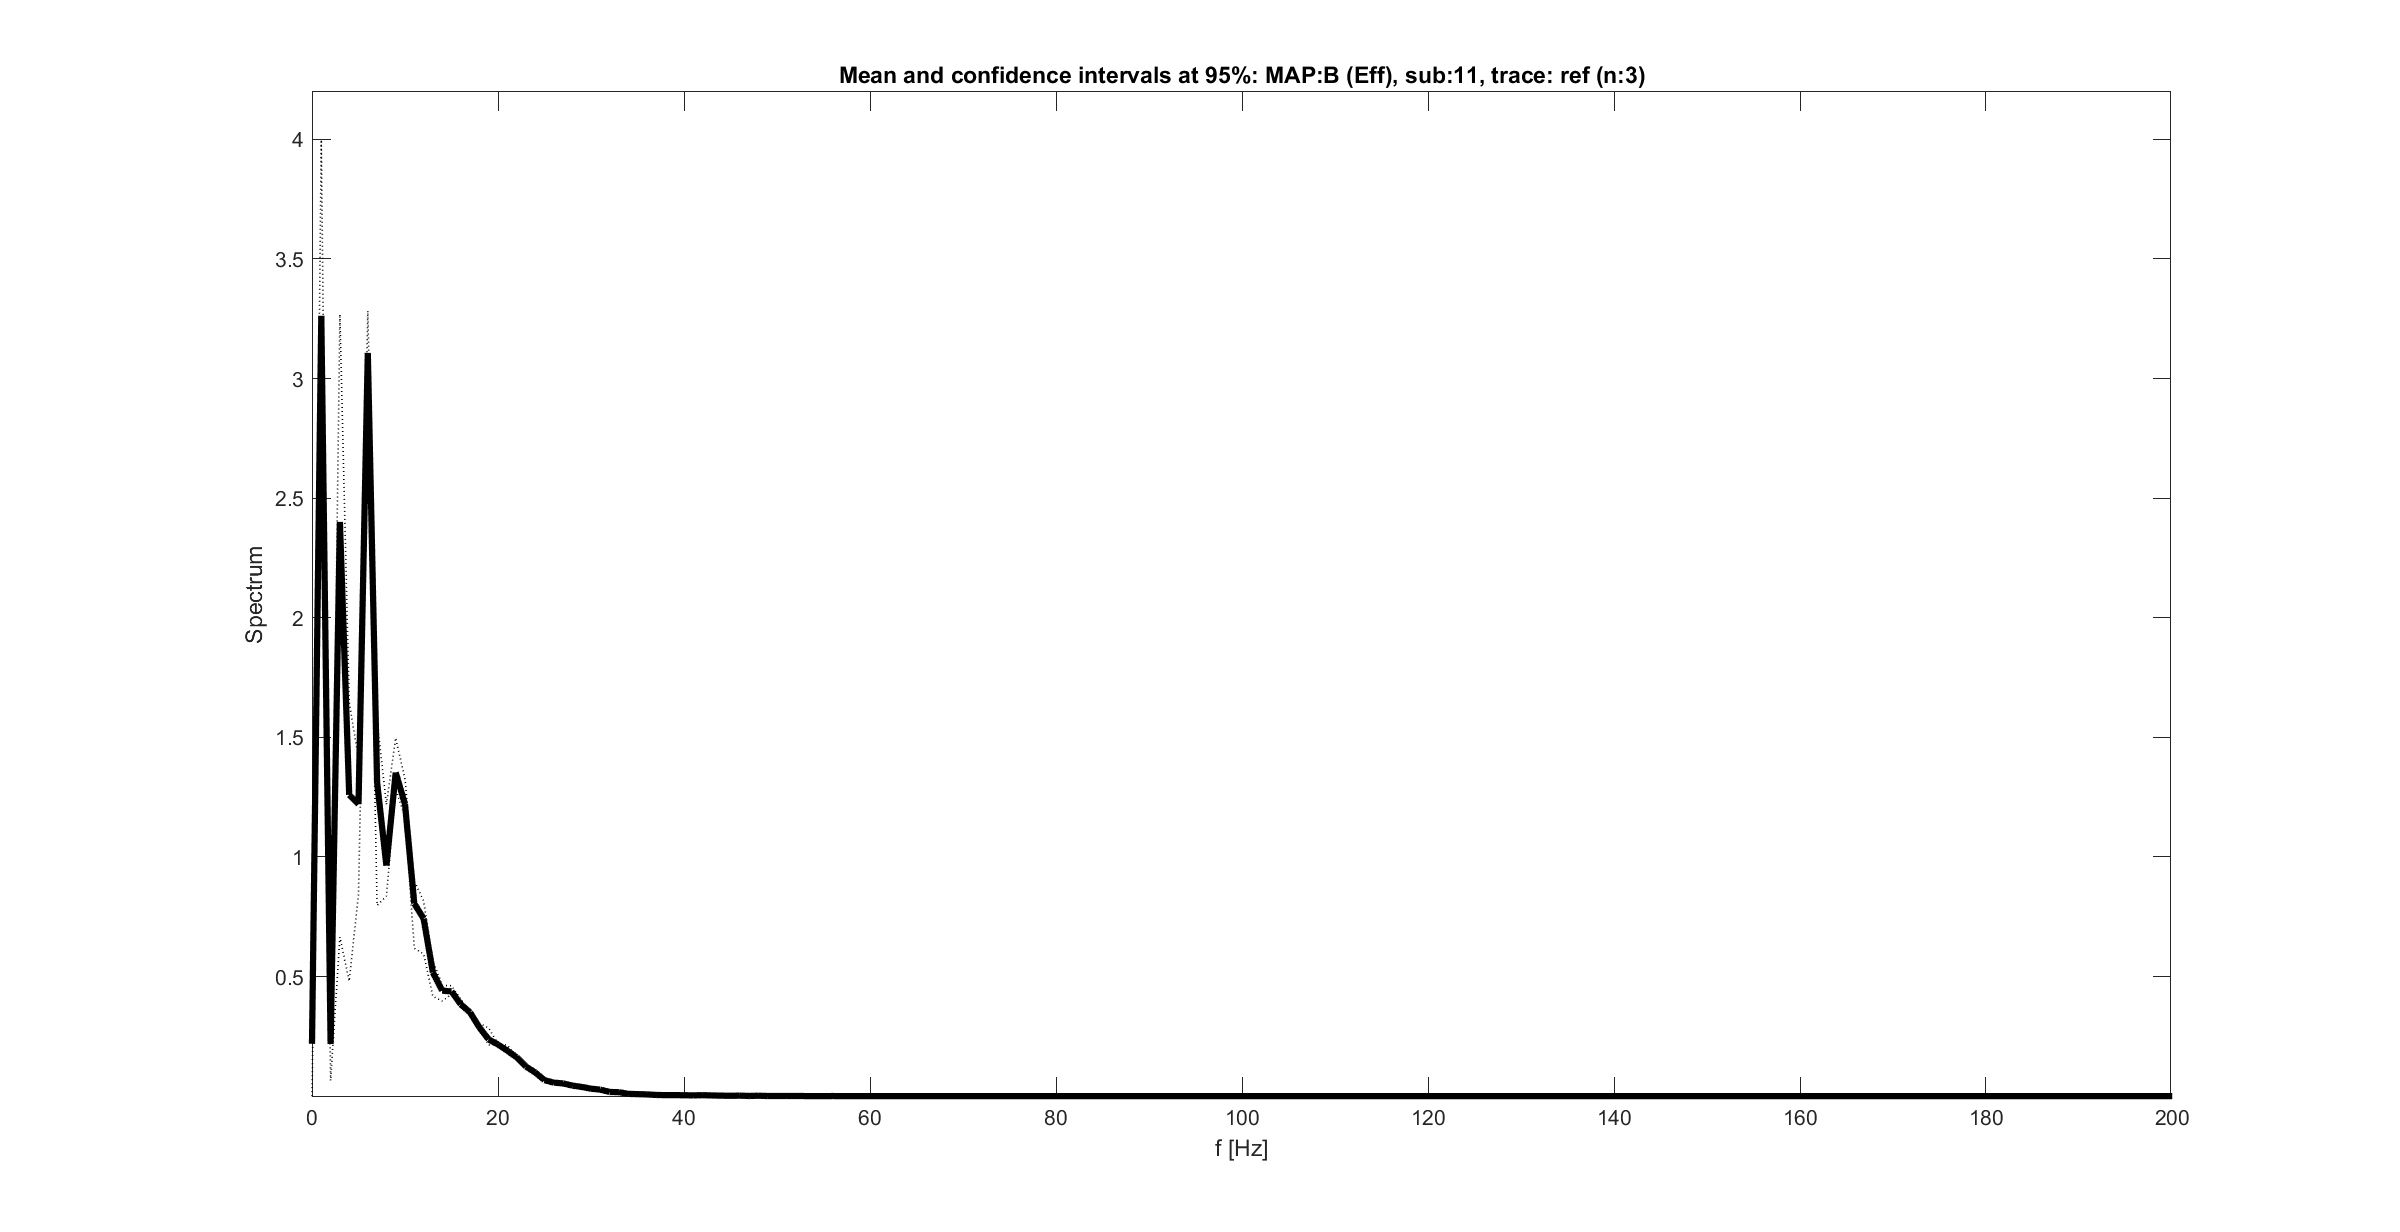 Mean and confidence intervals at 95%: MAP:B (Eff), sub:11, trace: ref (n:3)
4
3.5
3
2.5
2
1.5
1
0.5
Spectrum
0 20 40 60 80 100 120 140 160 180 200
f [Hz]